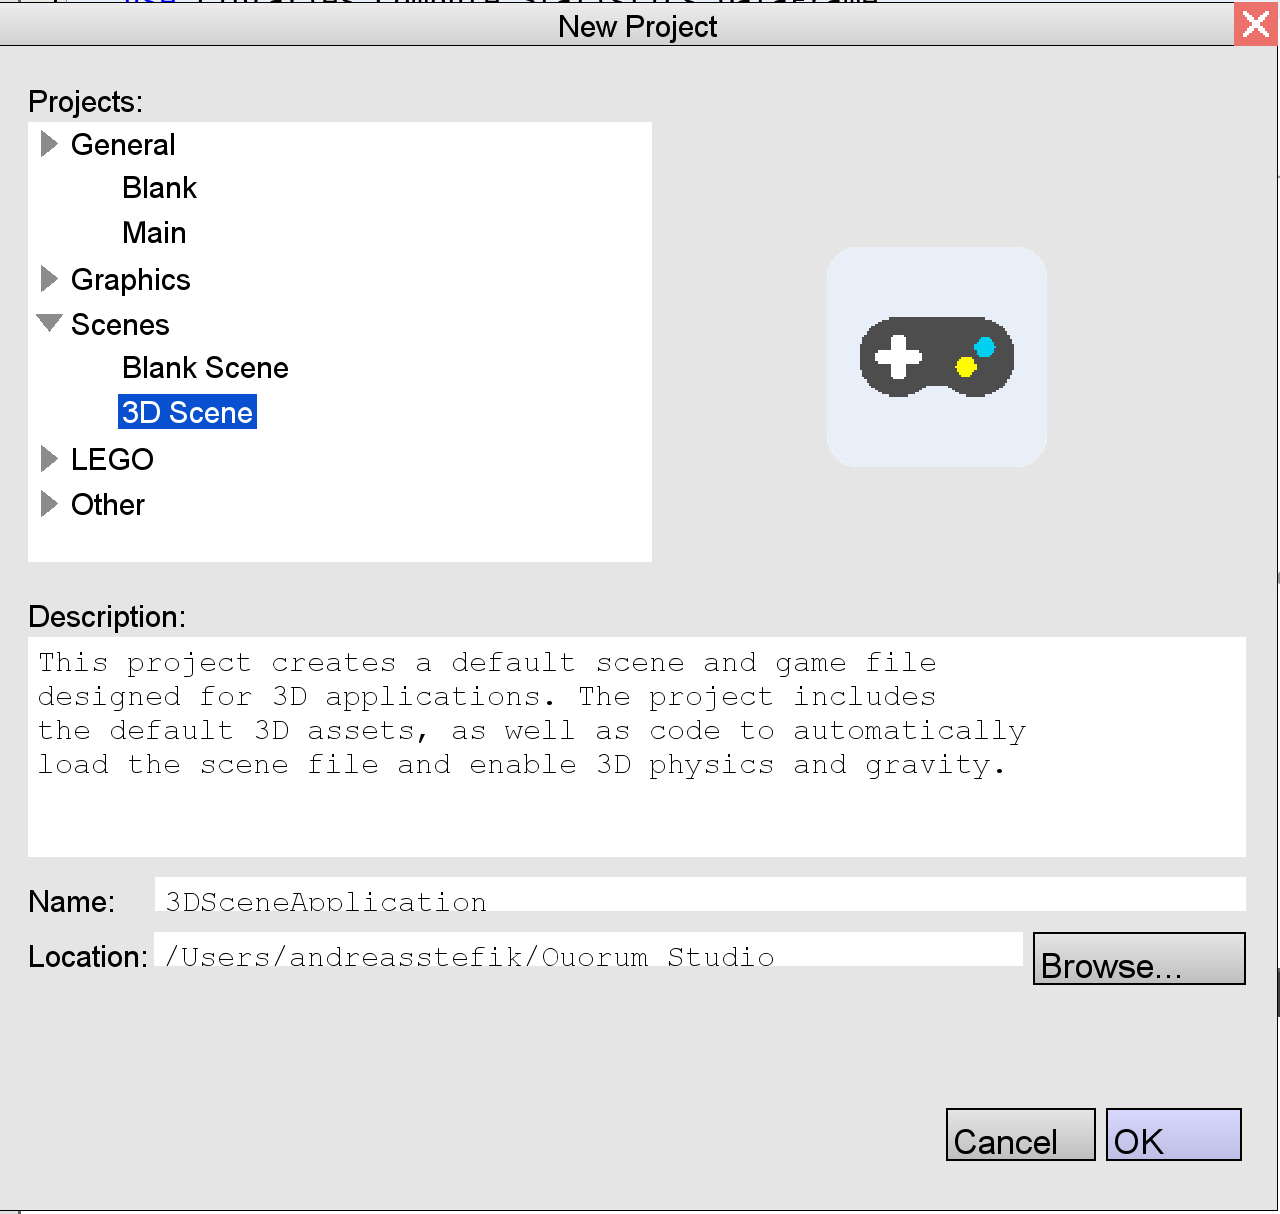 New Project
Projects:
General
Blank
Main
Graphics
Scenes
Blank Scene
3D Scene
LEGO
Other
Description:
This project creates a default scene and game file
designed for 3D applications. The project includes
the default 3D assets, as well as code to automatically
load the scene file and enable 3D physics and gravity.
Name: 3DSceneApplication
Location: /Users/andreasstefik/Quorum Studio Browse...
Cancel OK